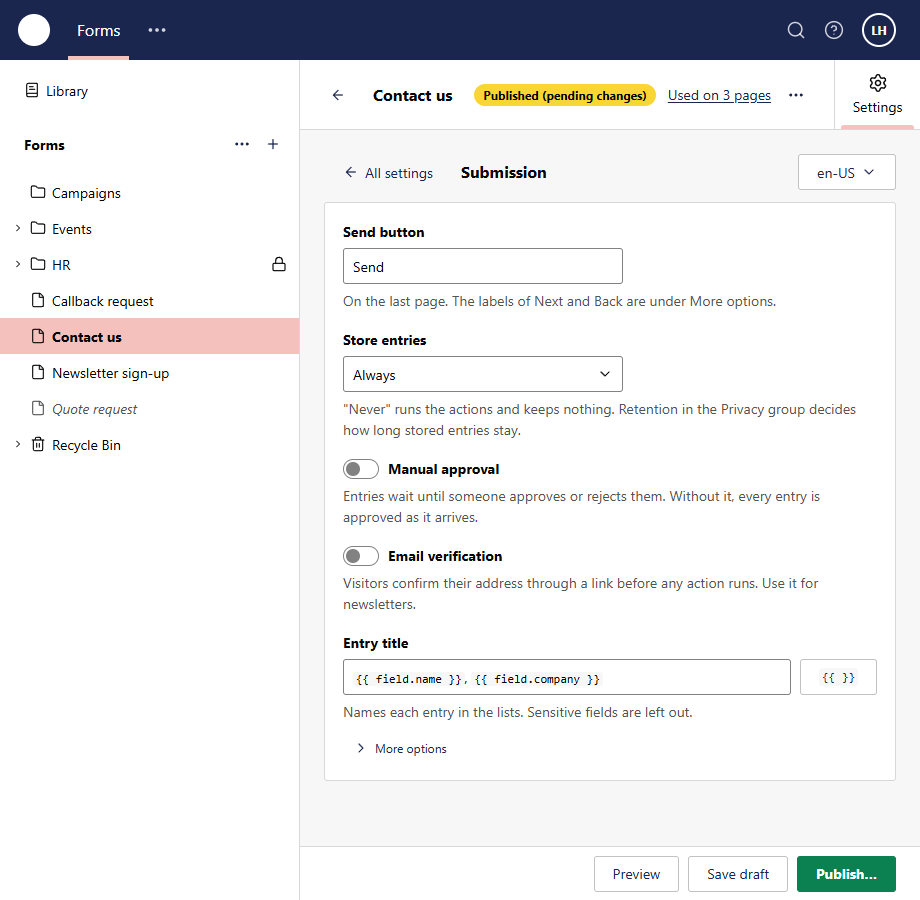 Forms
LH
Library
Forms
Campaigns
Events
HR
Callback request
Contact us
Newsletter sign-up
Quote request
Recycle Bin
Contact us
Published (pending changes)
Used on 3 pages
Settings
All settings
Submission
en-US
Send button
Send
On the last page. The labels of Next and Back are under More options.
Store entries
Always
"Never" runs the actions and keeps nothing. Retention in the Privacy group decides
how long stored entries stay.
Manual approval
Entries wait until someone approves or rejects them. Without it, every entry is
approved as it arrives.
Email verification
Visitors confirm their address through a link before any action runs. Use it for
newsletters.
Entry title
{{ field.name }}, {{ field.company }}
{{ }}
Names each entry in the lists. Sensitive fields are left out.
More options
Preview
Save draft
Publish...